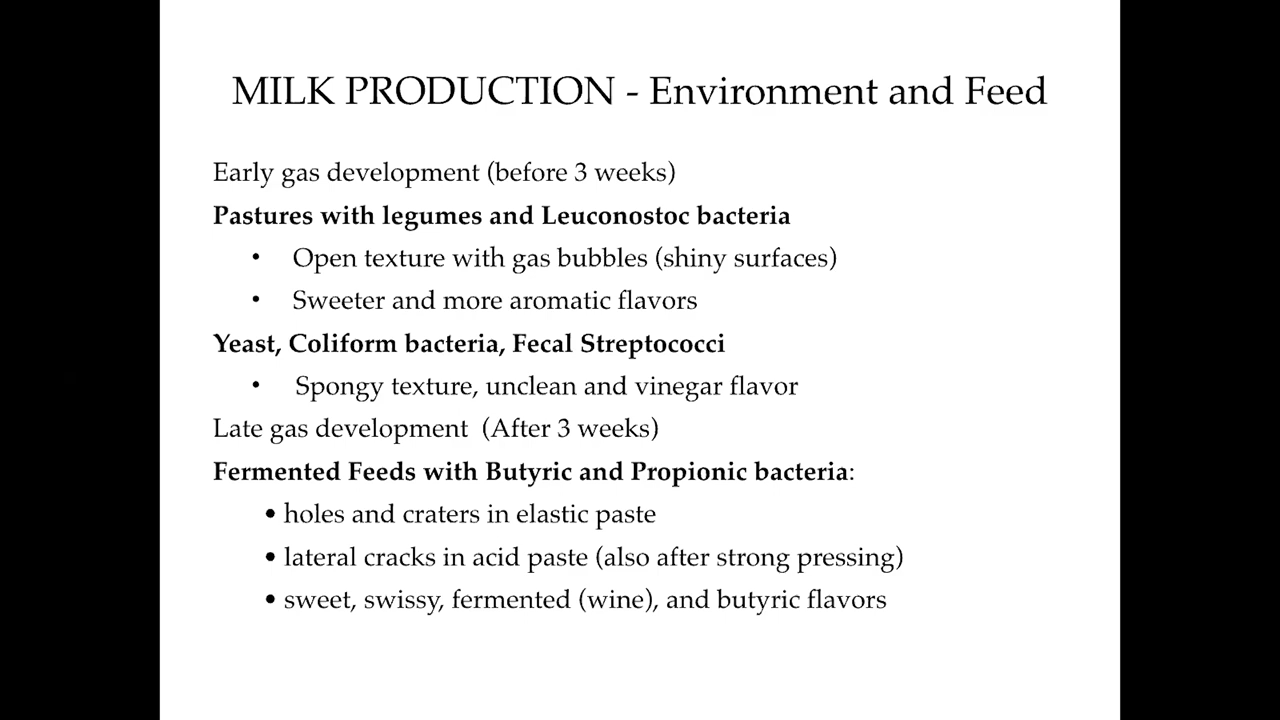 MILK PRODUCTION - Environment and Feed
Early gas development (before 3 weeks)
Pastures with legumes and Leuconostoc bacteria
• Open texture with gas bubbles (shiny surfaces)
• Sweeter and more aromatic flavors
Yeast, Coliform bacteria, Fecal Streptococci
• Spongy texture, unclean and vinegar flavor
Late gas development  (After 3 weeks)
Fermented Feeds with Butyric and Propionic bacteria:
• holes and craters in elastic paste
• lateral cracks in acid paste (also after strong pressing)
• sweet, swissy, fermented (wine), and butyric flavors